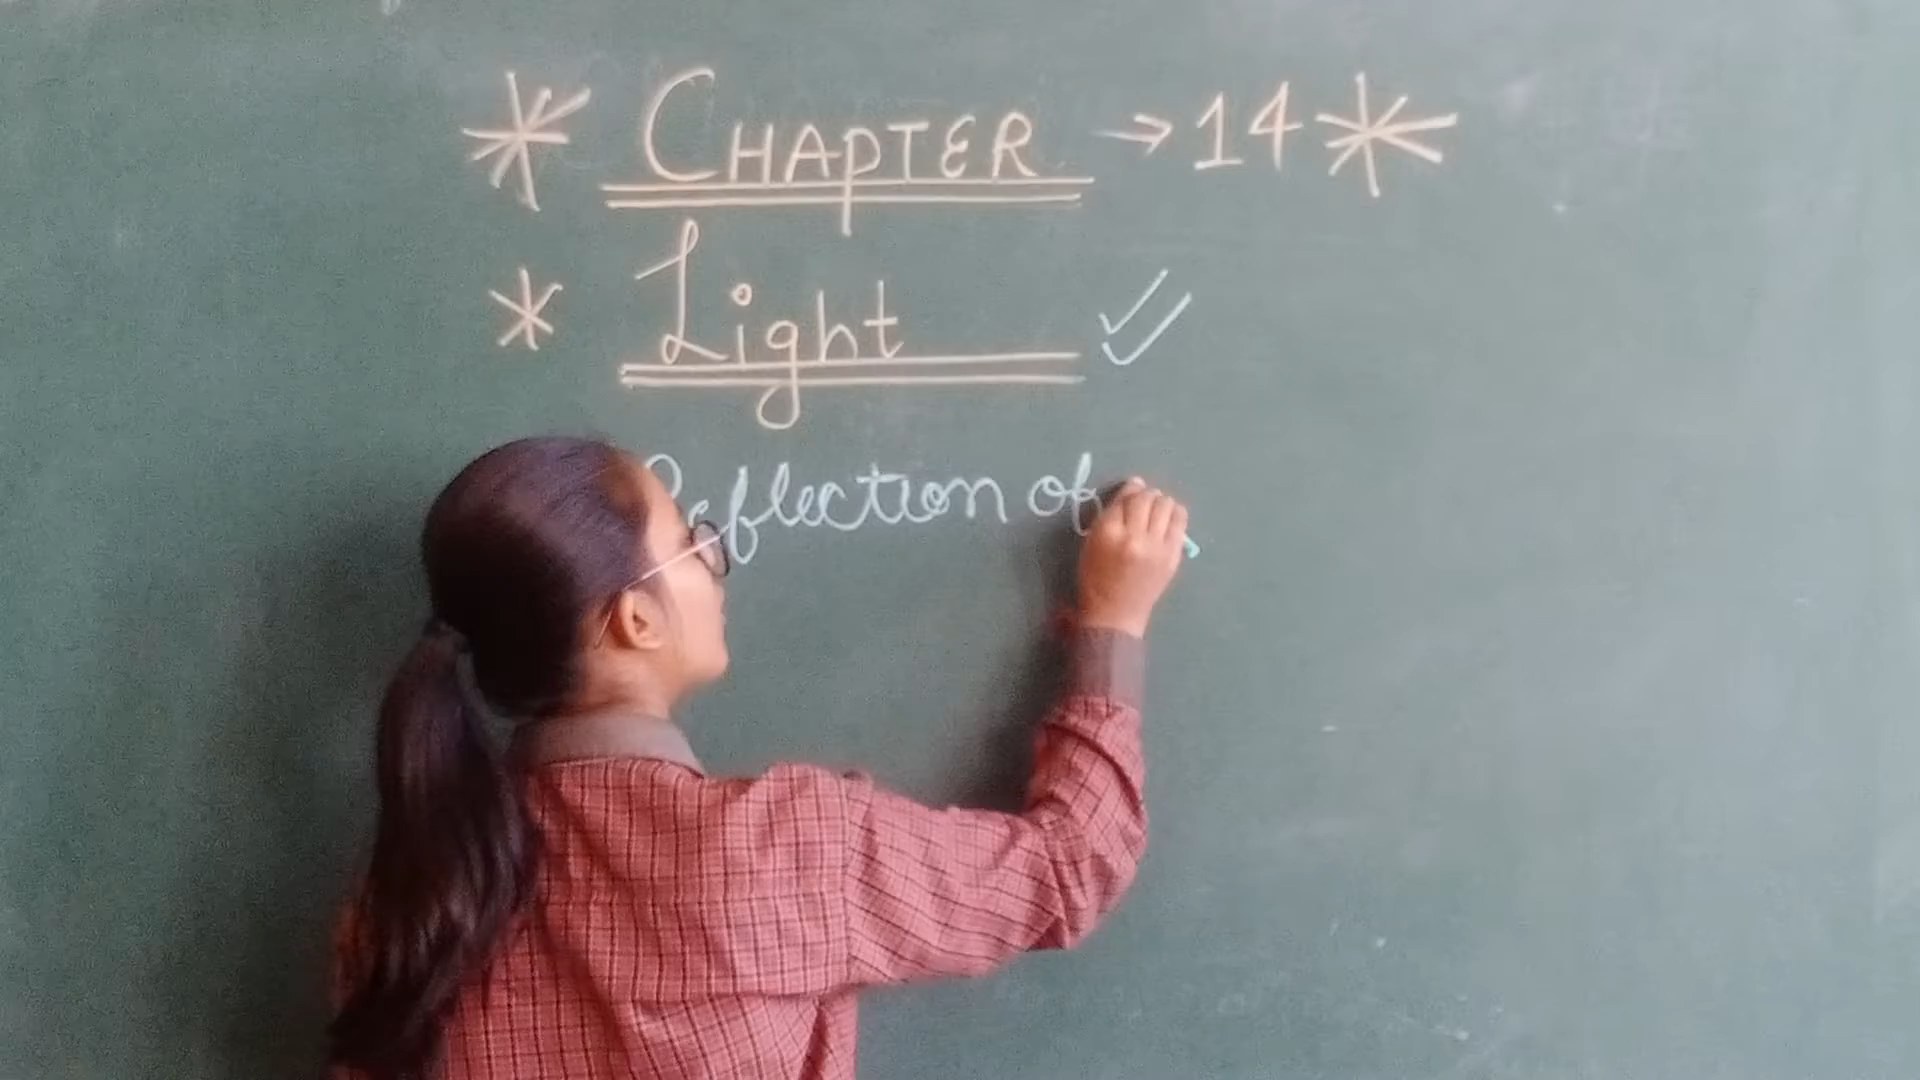 * CHAPTER → 14 *
* Light ✓✓
Reflection of